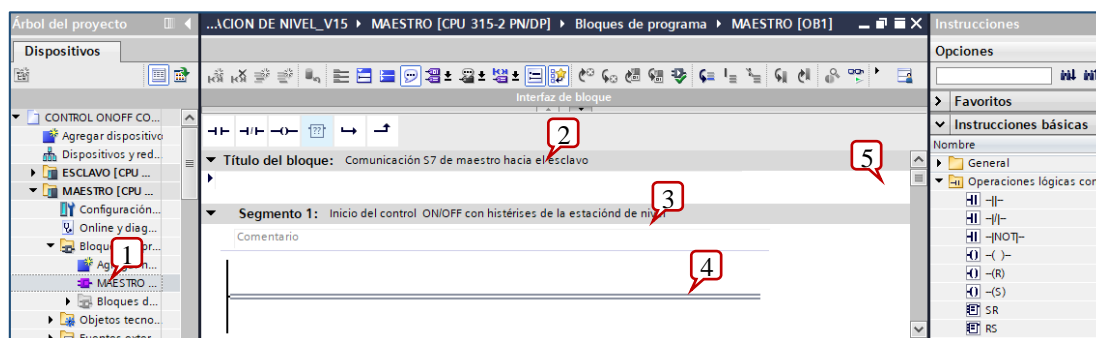 Árbol del proyecto
Dispositivos
CONTROL ONOFF CO...
Agregar dispositivo
Dispositivos y red...
ESCLAVO [CPU ...
MAESTRO [CPU ...
Configuración...
Online y diag...
1
MAESTRO ...
Bloques d...
Objetos tecno...
...ACION DE NIVEL_V15 ▸ MAESTRO [CPU 315-2 PN/DP] ▸ Bloques de programa ▸ MAESTRO [OB1]
Interfaz de bloque
??
2
Título del bloque: Comunicación S7 de maestro hacia el esclavo
5
3
Segmento 1: Inicio del control ON/OFF con histérises de la estaciónd de nivel
Comentario
4
Instrucciones
Opciones
Favoritos
Instrucciones básicas
Nombre
General
Operaciones lógicas con
-||-
-|/|-
-|NOT|-
-( )-
-(R)
-(S)
SR
RS